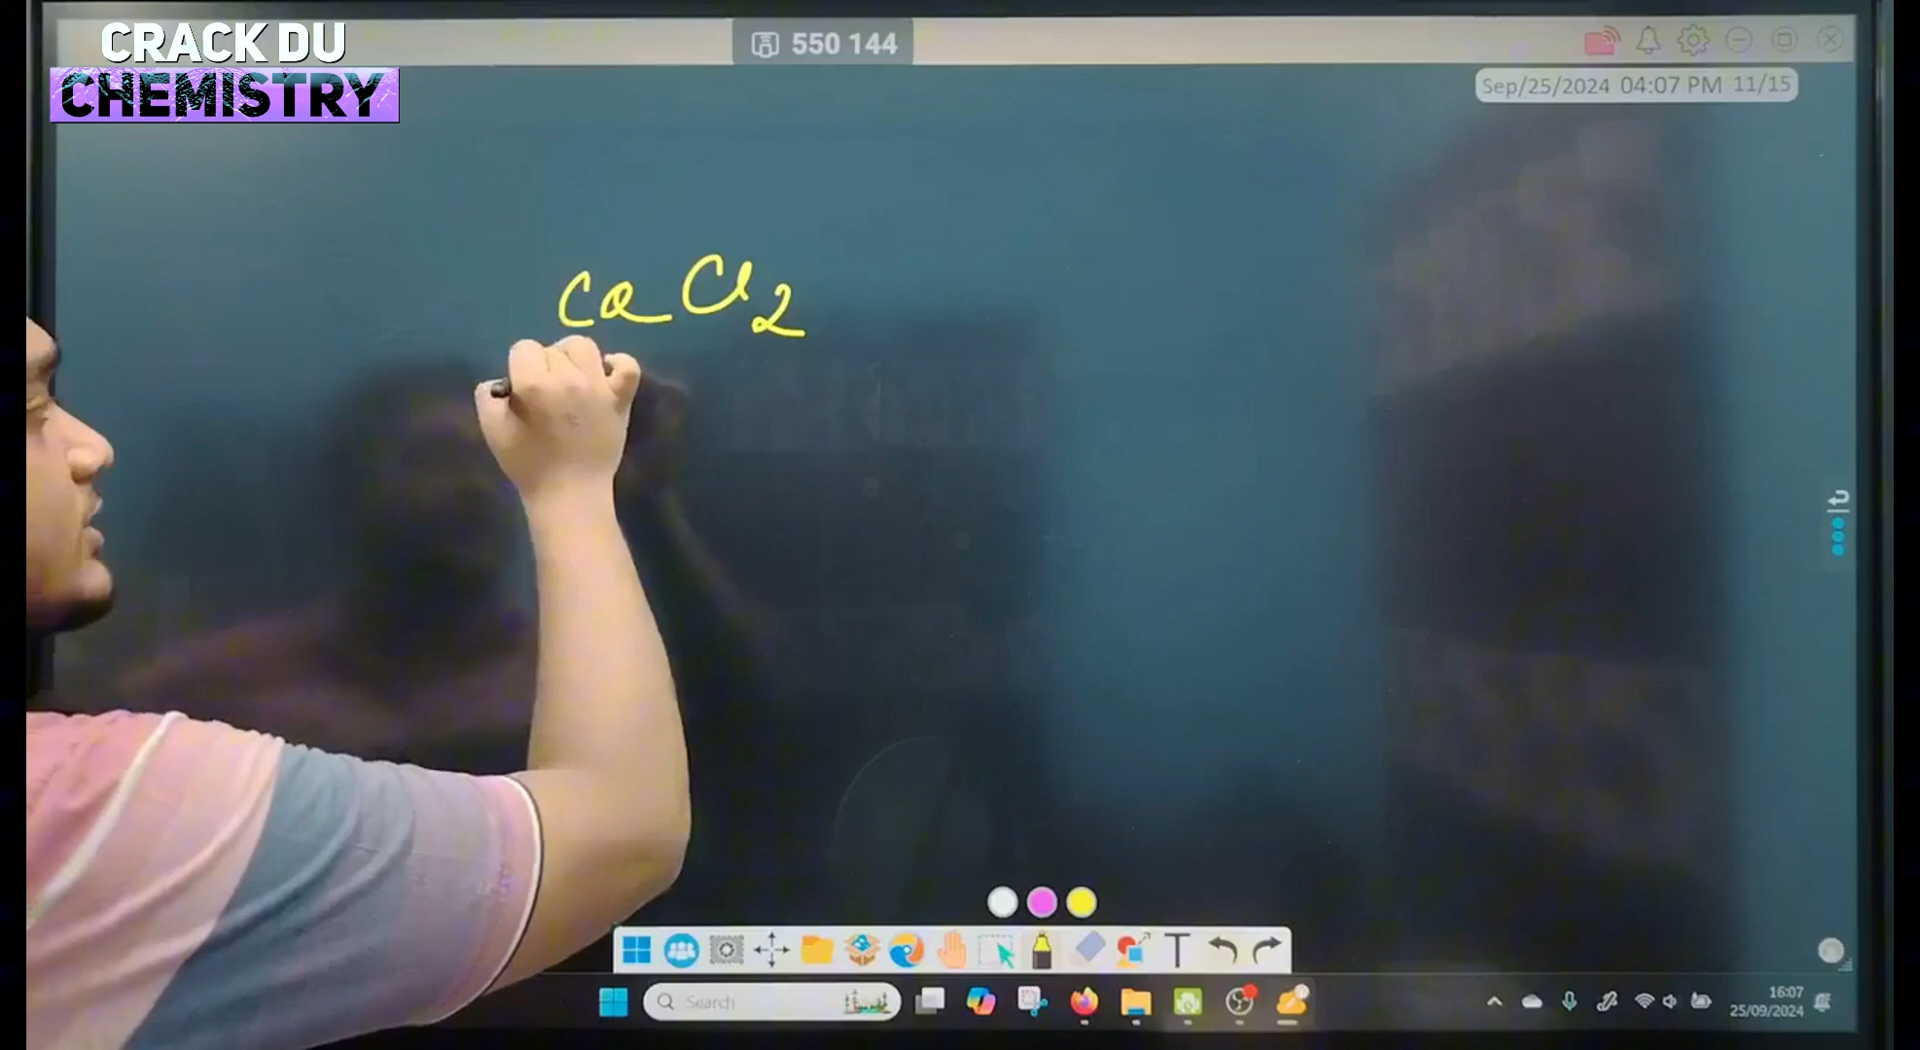 CRACK DU
CHEMISTRY
550 144
Sep/25/2024 04:07 PM 11/15
CaCl2
T
Search
16:07
25/09/2024